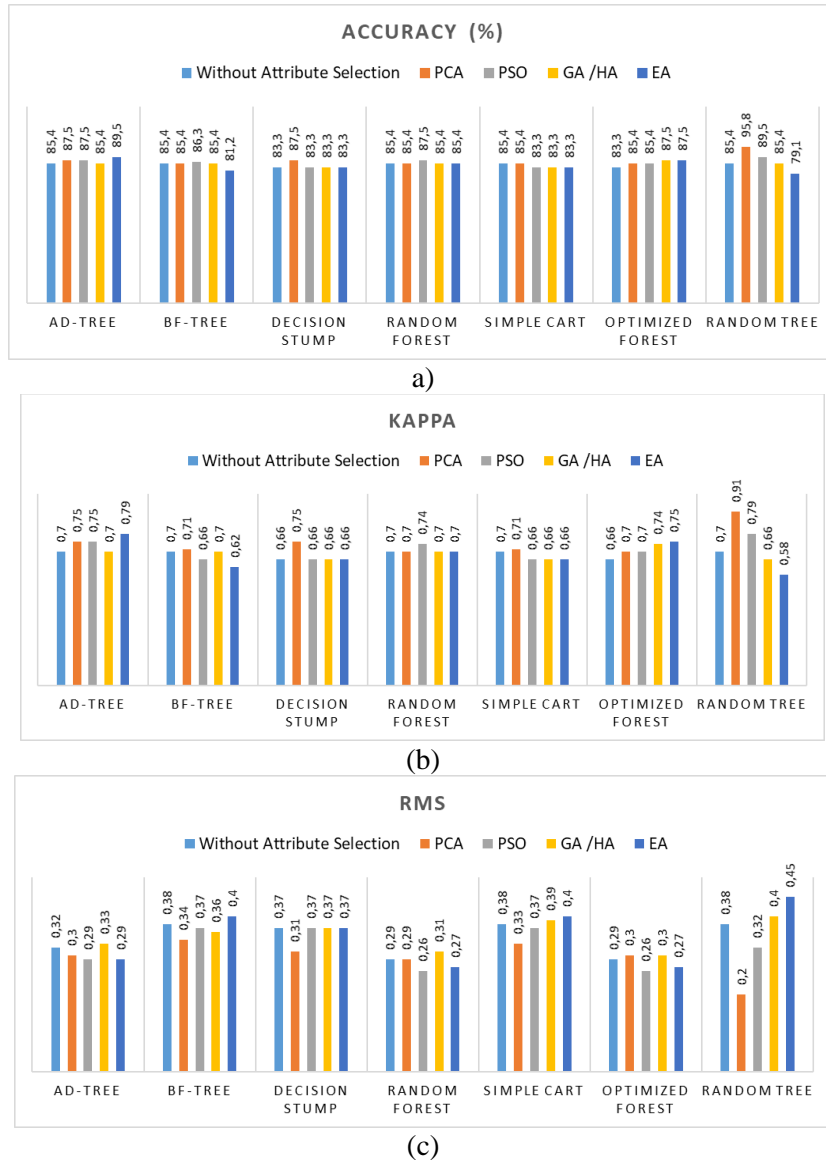 ACCURACY (%)
Without Attribute Selection PCA PSO GA /HA EA
85,4 87,5 87,5 85,4 89,5 85,4 85,4 86,3 85,4 81,2 83,3 87,5 83,3 83,3 83,3 85,4 85,4 87,5 85,4 85,4 85,4 85,4 83,3 83,3 83,3 83,3 85,4 85,4 87,5 87,5 85,4 95,8 89,5 85,4 79,1
AD-TREE BF-TREE DECISION STUMP RANDOM FOREST SIMPLE CART OPTIMIZED FOREST RANDOM TREE
a)
KAPPA
Without Attribute Selection PCA PSO GA /HA EA
0,7 0,75 0,75 0,7 0,79 0,7 0,71 0,66 0,7 0,62 0,66 0,75 0,66 0,66 0,66 0,7 0,7 0,74 0,7 0,7 0,7 0,71 0,66 0,66 0,66 0,66 0,7 0,7 0,74 0,75 0,7 0,91 0,79 0,66 0,58
AD-TREE BF-TREE DECISION STUMP RANDOM FOREST SIMPLE CART OPTIMIZED FOREST RANDOM TREE
(b)
RMS
Without Attribute Selection PCA PSO GA /HA EA
0,32 0,3 0,29 0,33 0,29 0,38 0,34 0,37 0,36 0,4 0,37 0,31 0,37 0,37 0,37 0,29 0,29 0,26 0,31 0,27 0,38 0,33 0,37 0,39 0,4 0,29 0,3 0,26 0,3 0,27 0,38 0,2 0,32 0,4 0,45
AD-TREE BF-TREE DECISION STUMP RANDOM FOREST SIMPLE CART OPTIMIZED FOREST RANDOM TREE
(c)